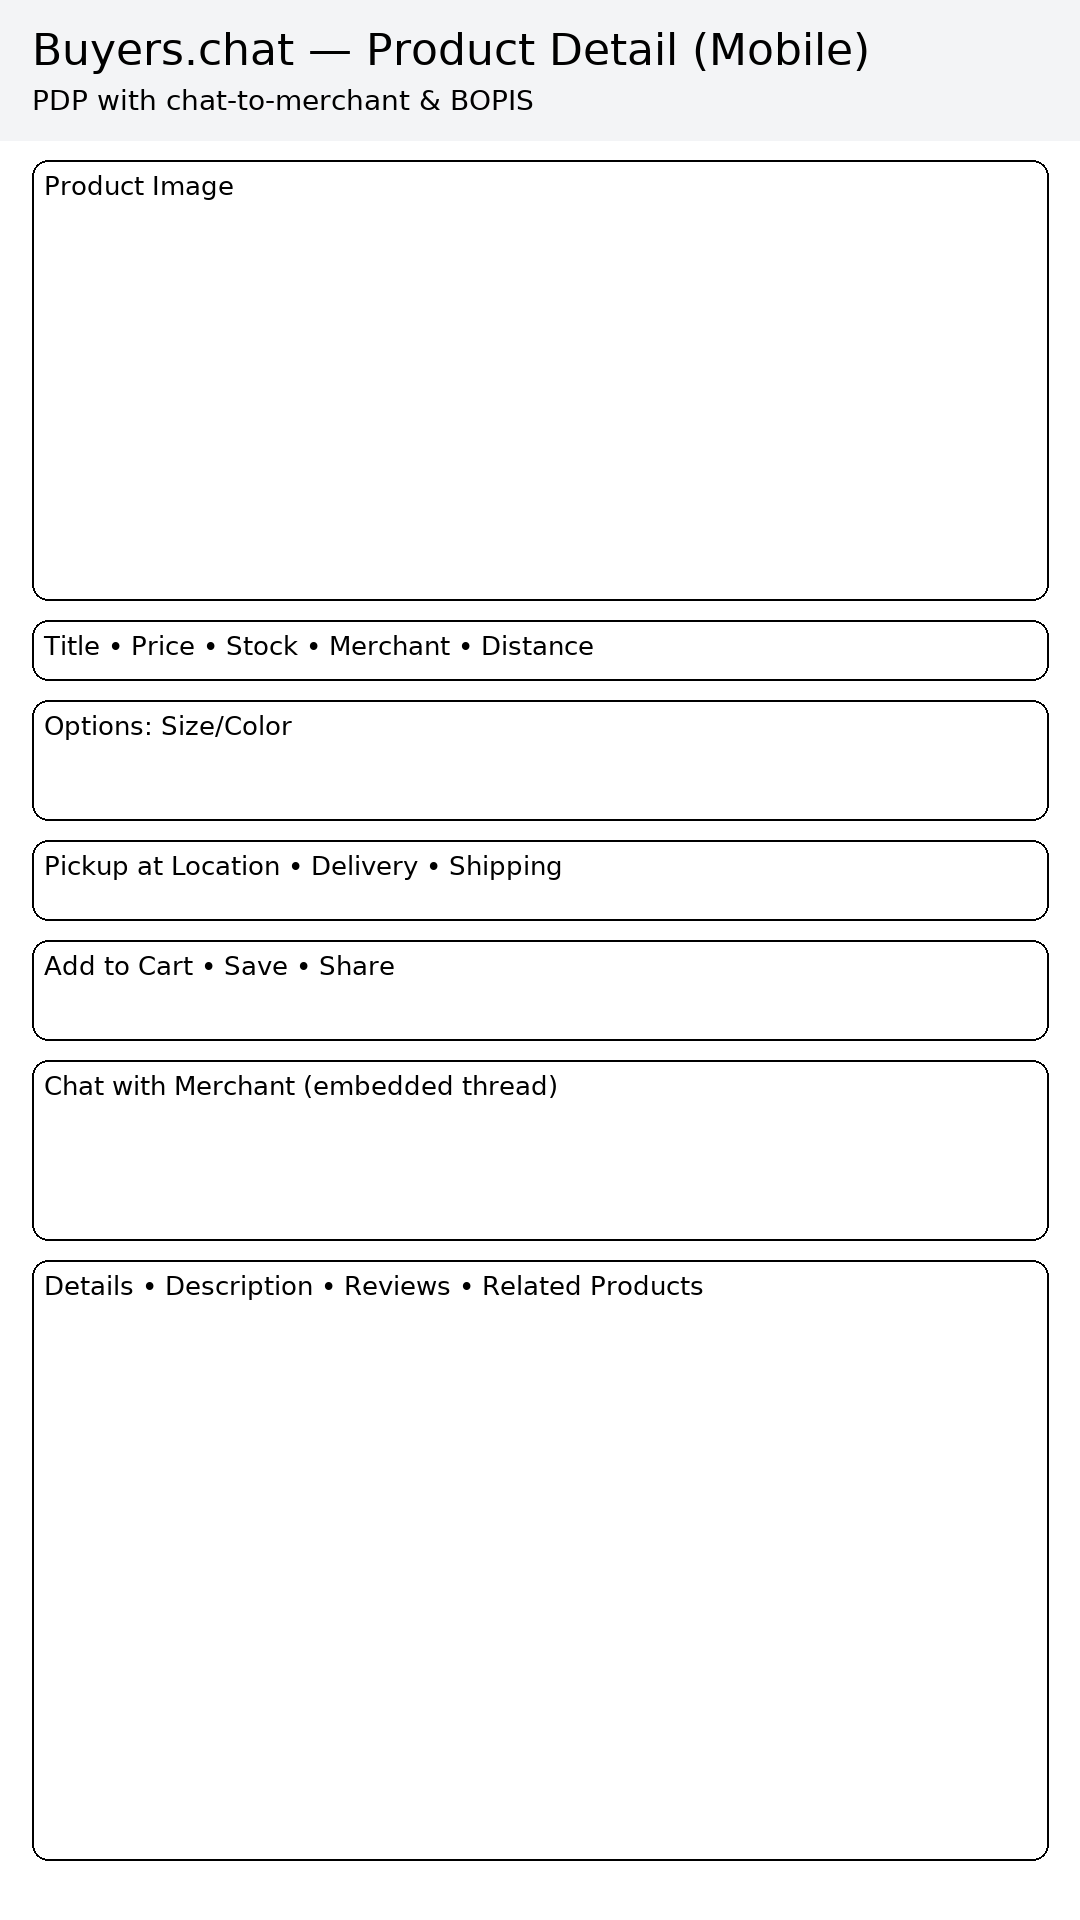 Buyers.chat — Product Detail (Mobile)
PDP with chat-to-merchant & BOPIS
Product Image
Title • Price • Stock • Merchant • Distance
Options: Size/Color
Pickup at Location • Delivery • Shipping
Add to Cart • Save • Share
Chat with Merchant (embedded thread)
Details • Description • Reviews • Related Products